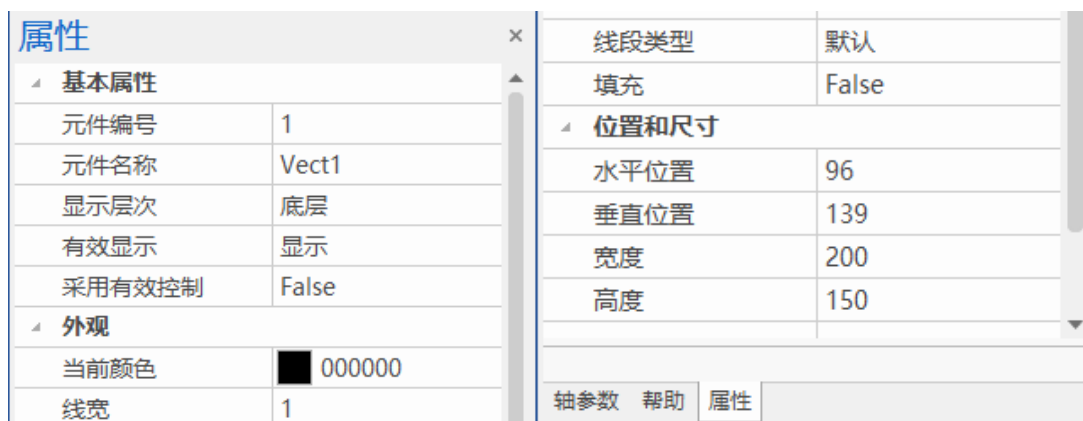 属性
基本属性
元件编号 1
元件名称 Vect1
显示层次 底层
有效显示 显示
采用有效控制 False
外观
当前颜色 000000
线宽 1
线段类型 默认
填充 False
位置和尺寸
水平位置 96
垂直位置 139
宽度 200
高度 150
轴参数 帮助 属性